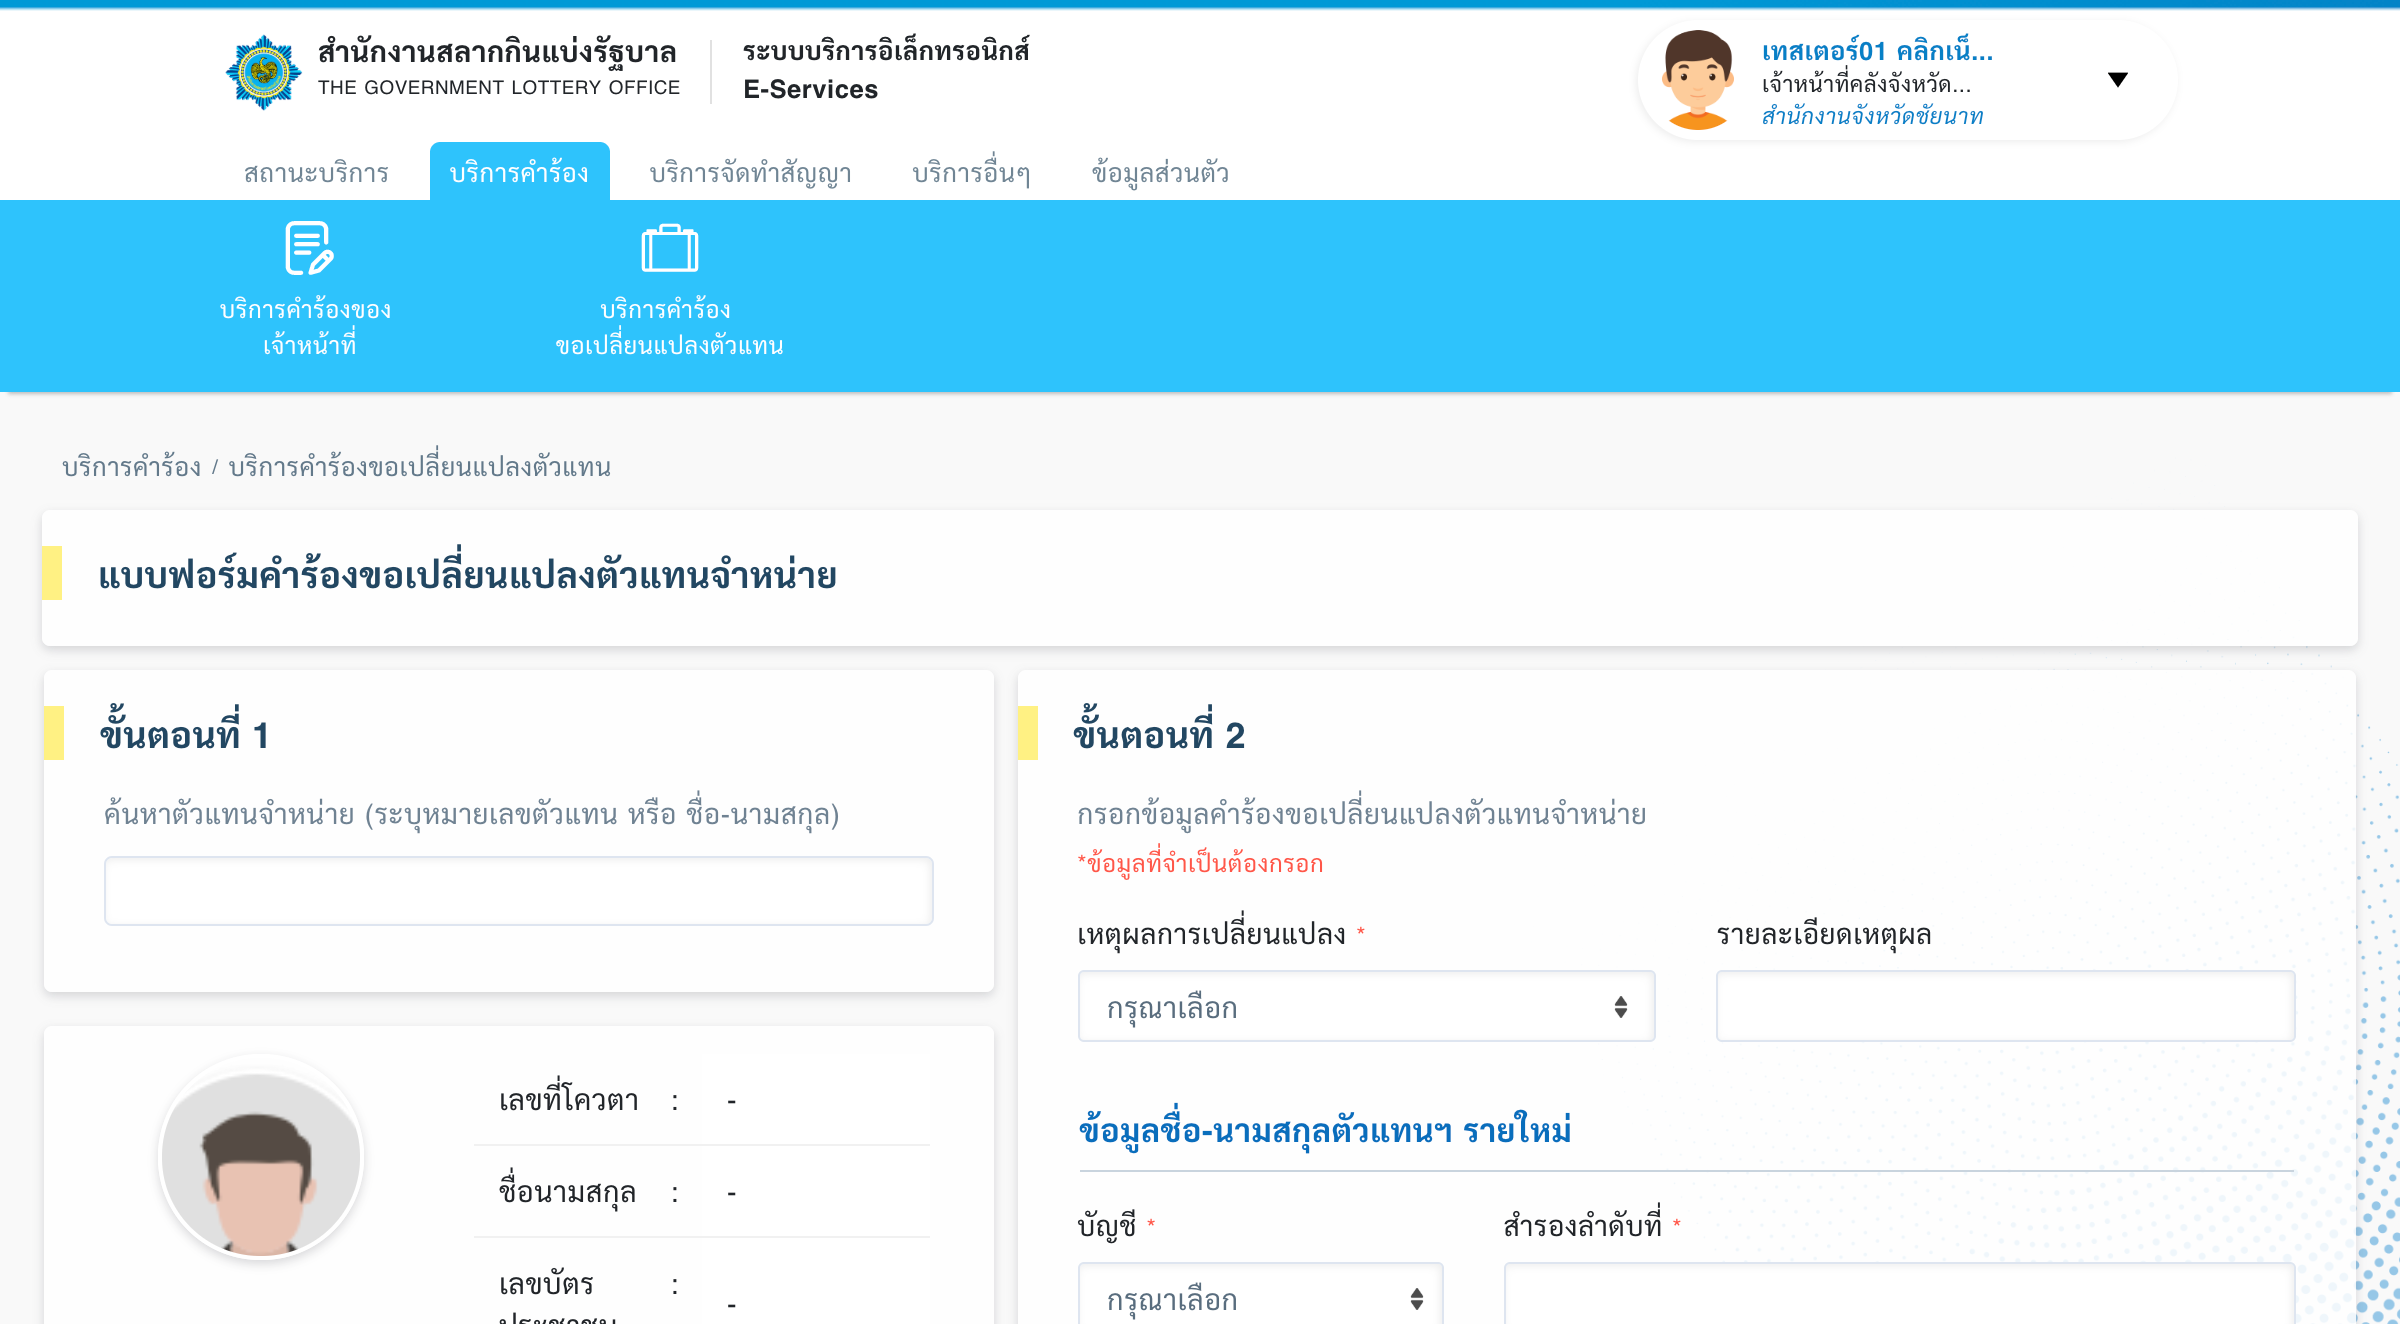 สำนักงานสลากกินแบ่งรัฐบาล
THE GOVERNMENT LOTTERY OFFICE
ระบบบริการอิเล็กทรอนิกส์
E-Services
เทสเตอร์01 คลิกเน็...
เจ้าหน้าที่คลังจังหวัด...
สำนักงานจังหวัดชัยนาท
สถานะบริการ
บริการคำร้อง
บริการจัดทำสัญญา
บริการอื่นๆ
ข้อมูลส่วนตัว
บริการคำร้องของ
เจ้าหน้าที่
บริการคำร้อง
ขอเปลี่ยนแปลงตัวแทน
บริการคำร้อง / บริการคำร้องขอเปลี่ยนแปลงตัวแทน
แบบฟอร์มคำร้องขอเปลี่ยนแปลงตัวแทนจำหน่าย
ขั้นตอนที่ 1
ค้นหาตัวแทนจำหน่าย (ระบุหมายเลขตัวแทน หรือ ชื่อ-นามสกุล)
เลขที่โควตา : -
ชื่อนามสกุล : -
เลขบัตร : -
ประชาชน
ขั้นตอนที่ 2
กรอกข้อมูลคำร้องขอเปลี่ยนแปลงตัวแทนจำหน่าย
*ข้อมูลที่จำเป็นต้องกรอก
เหตุผลการเปลี่ยนแปลง *
กรุณาเลือก
รายละเอียดเหตุผล
ข้อมูลชื่อ-นามสกุลตัวแทนฯ รายใหม่
บัญชี *
กรุณาเลือก
สำรองลำดับที่ *